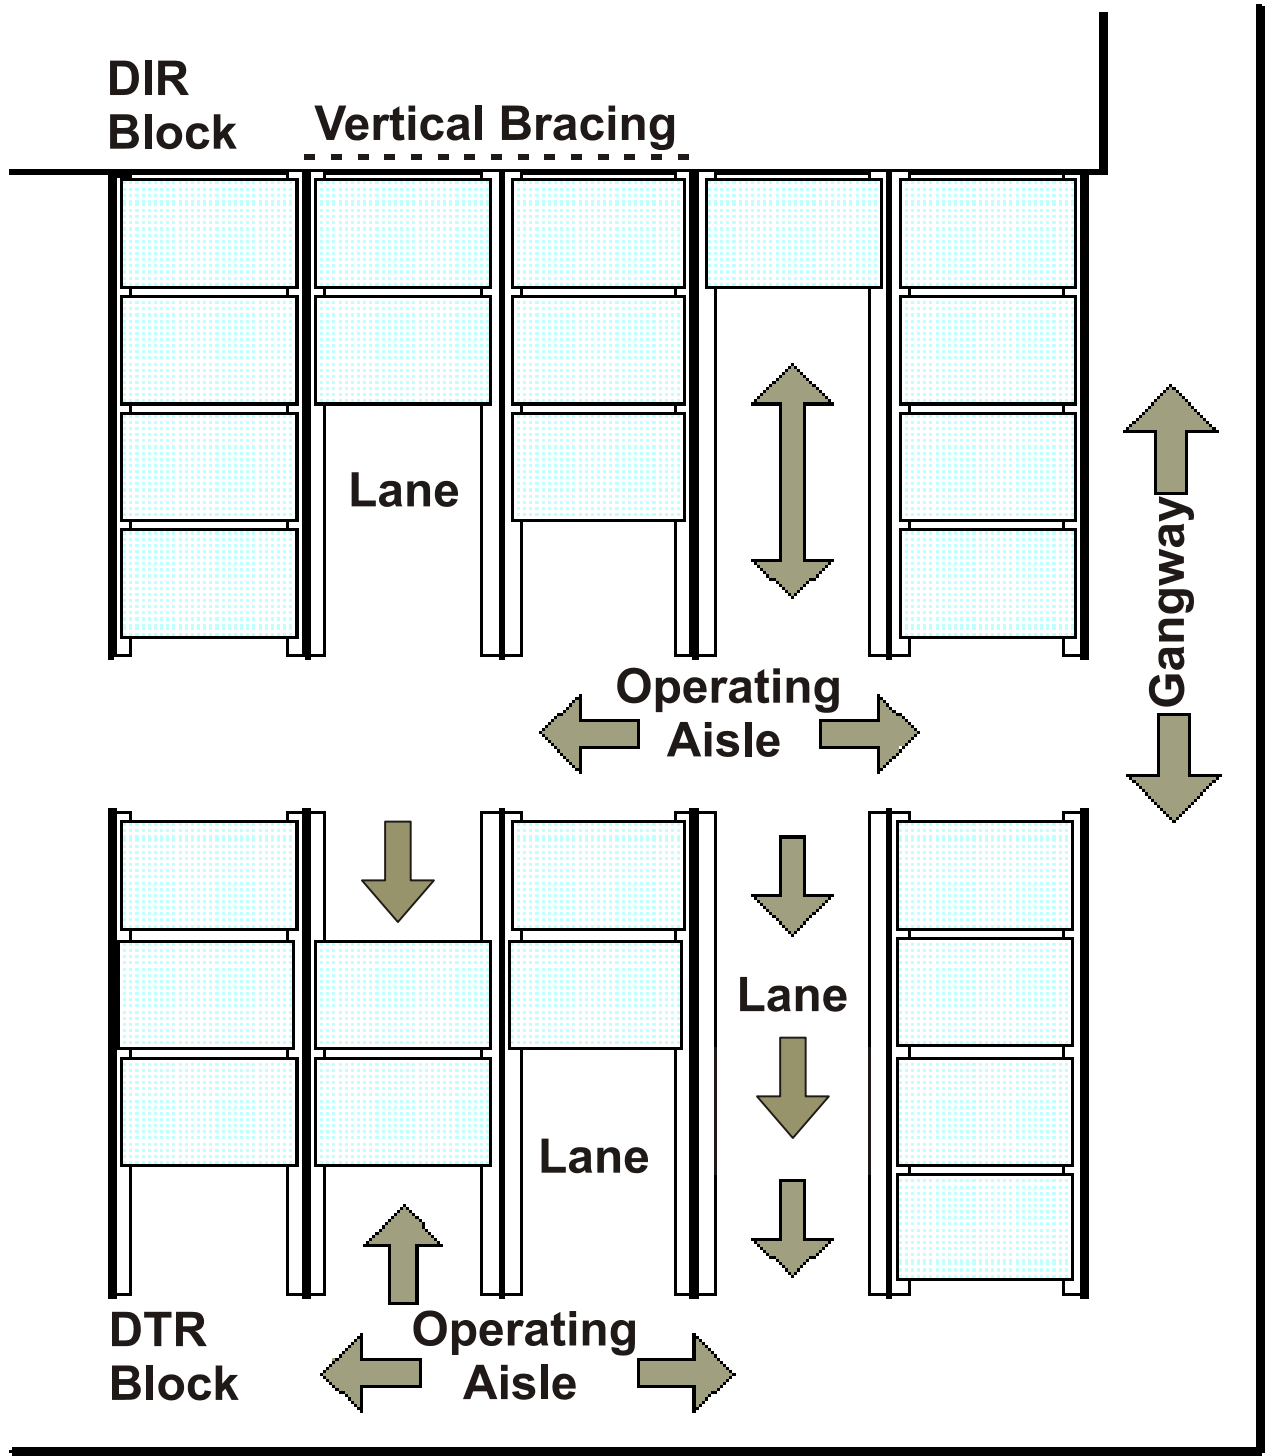 DIR
Block
Vertical Bracing
Lane
Gangway
Operating
Aisle
Lane
Lane
DTR
Block
Operating
Aisle